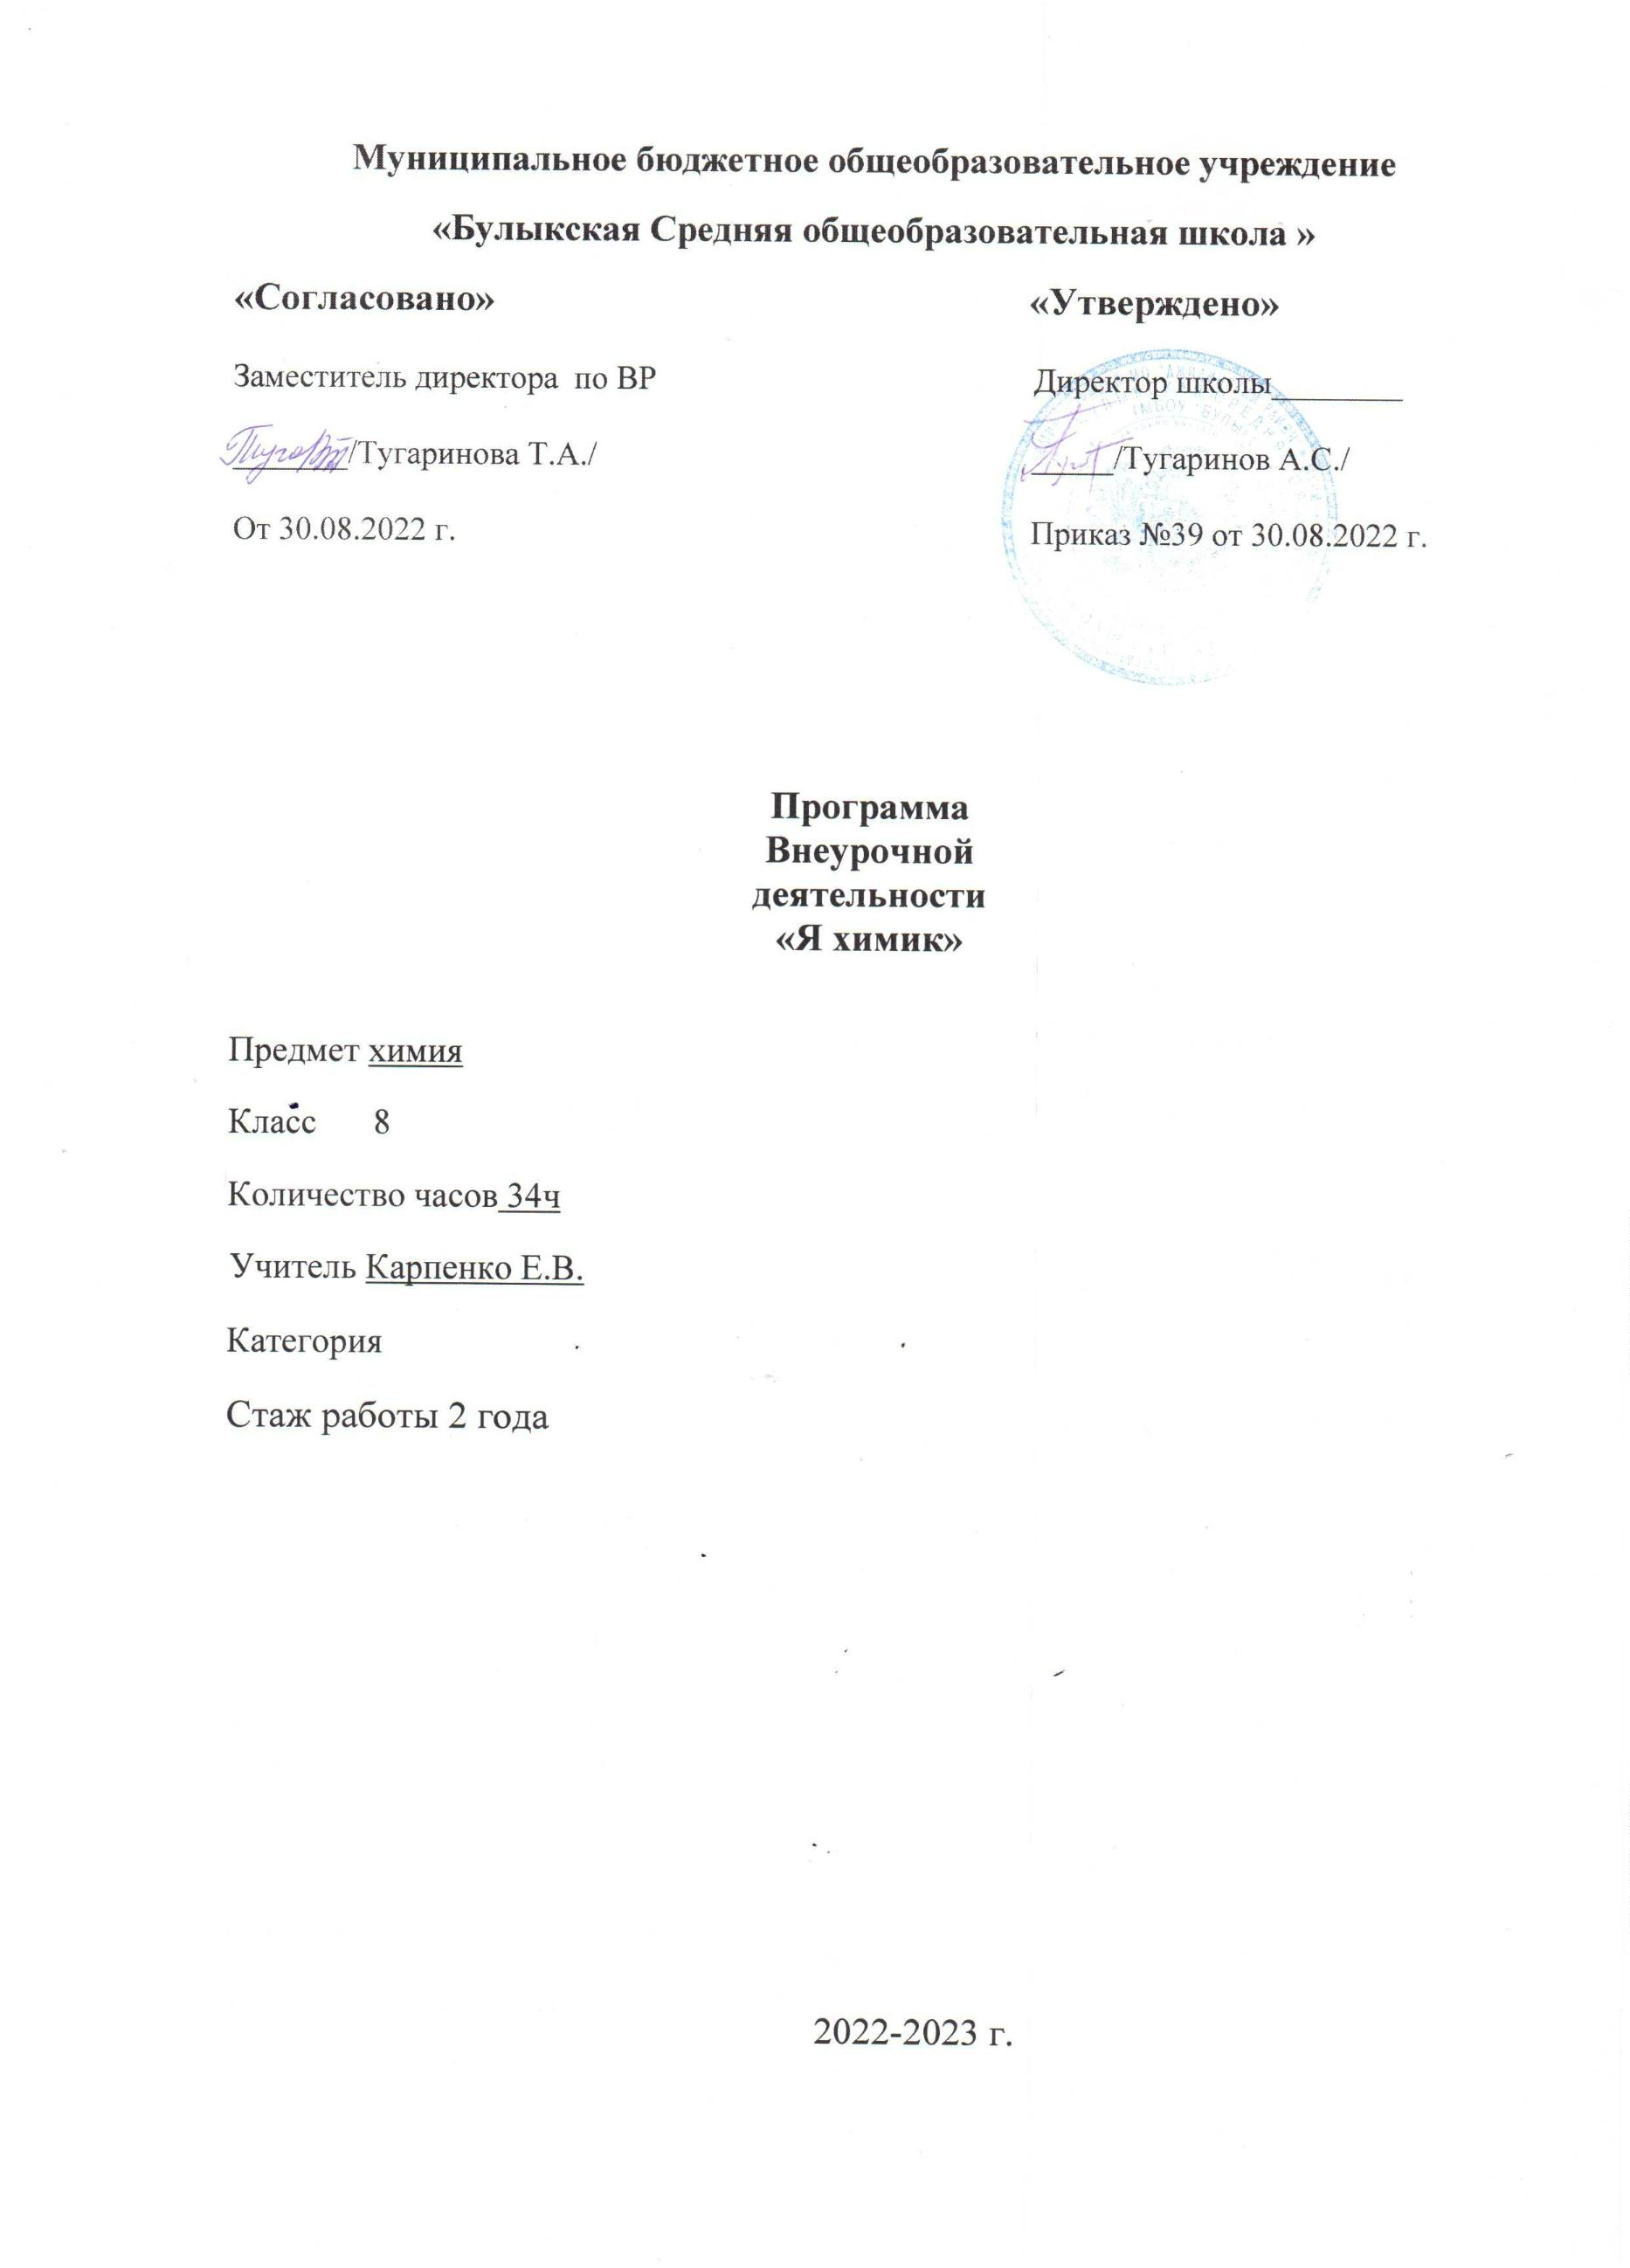 Муниципальное бюджетное общеобразовательное учреждение
«Булыкская Средняя общеобразовательная школа »
«Согласовано» «Утверждено»
Заместитель директора по ВР Директор школы________
_______/Тугаринова Т.А./ _____/Тугаринов А.С./
От 30.08.2022 г. Приказ №39 от 30.08.2022 г.
Программа
Внеурочной
деятельности
«Я химик»
Предмет химия
Класс 8
Количество часов 34ч
Учитель Карпенко Е.В.
Категория
Стаж работы 2 года
2022-2023 г.